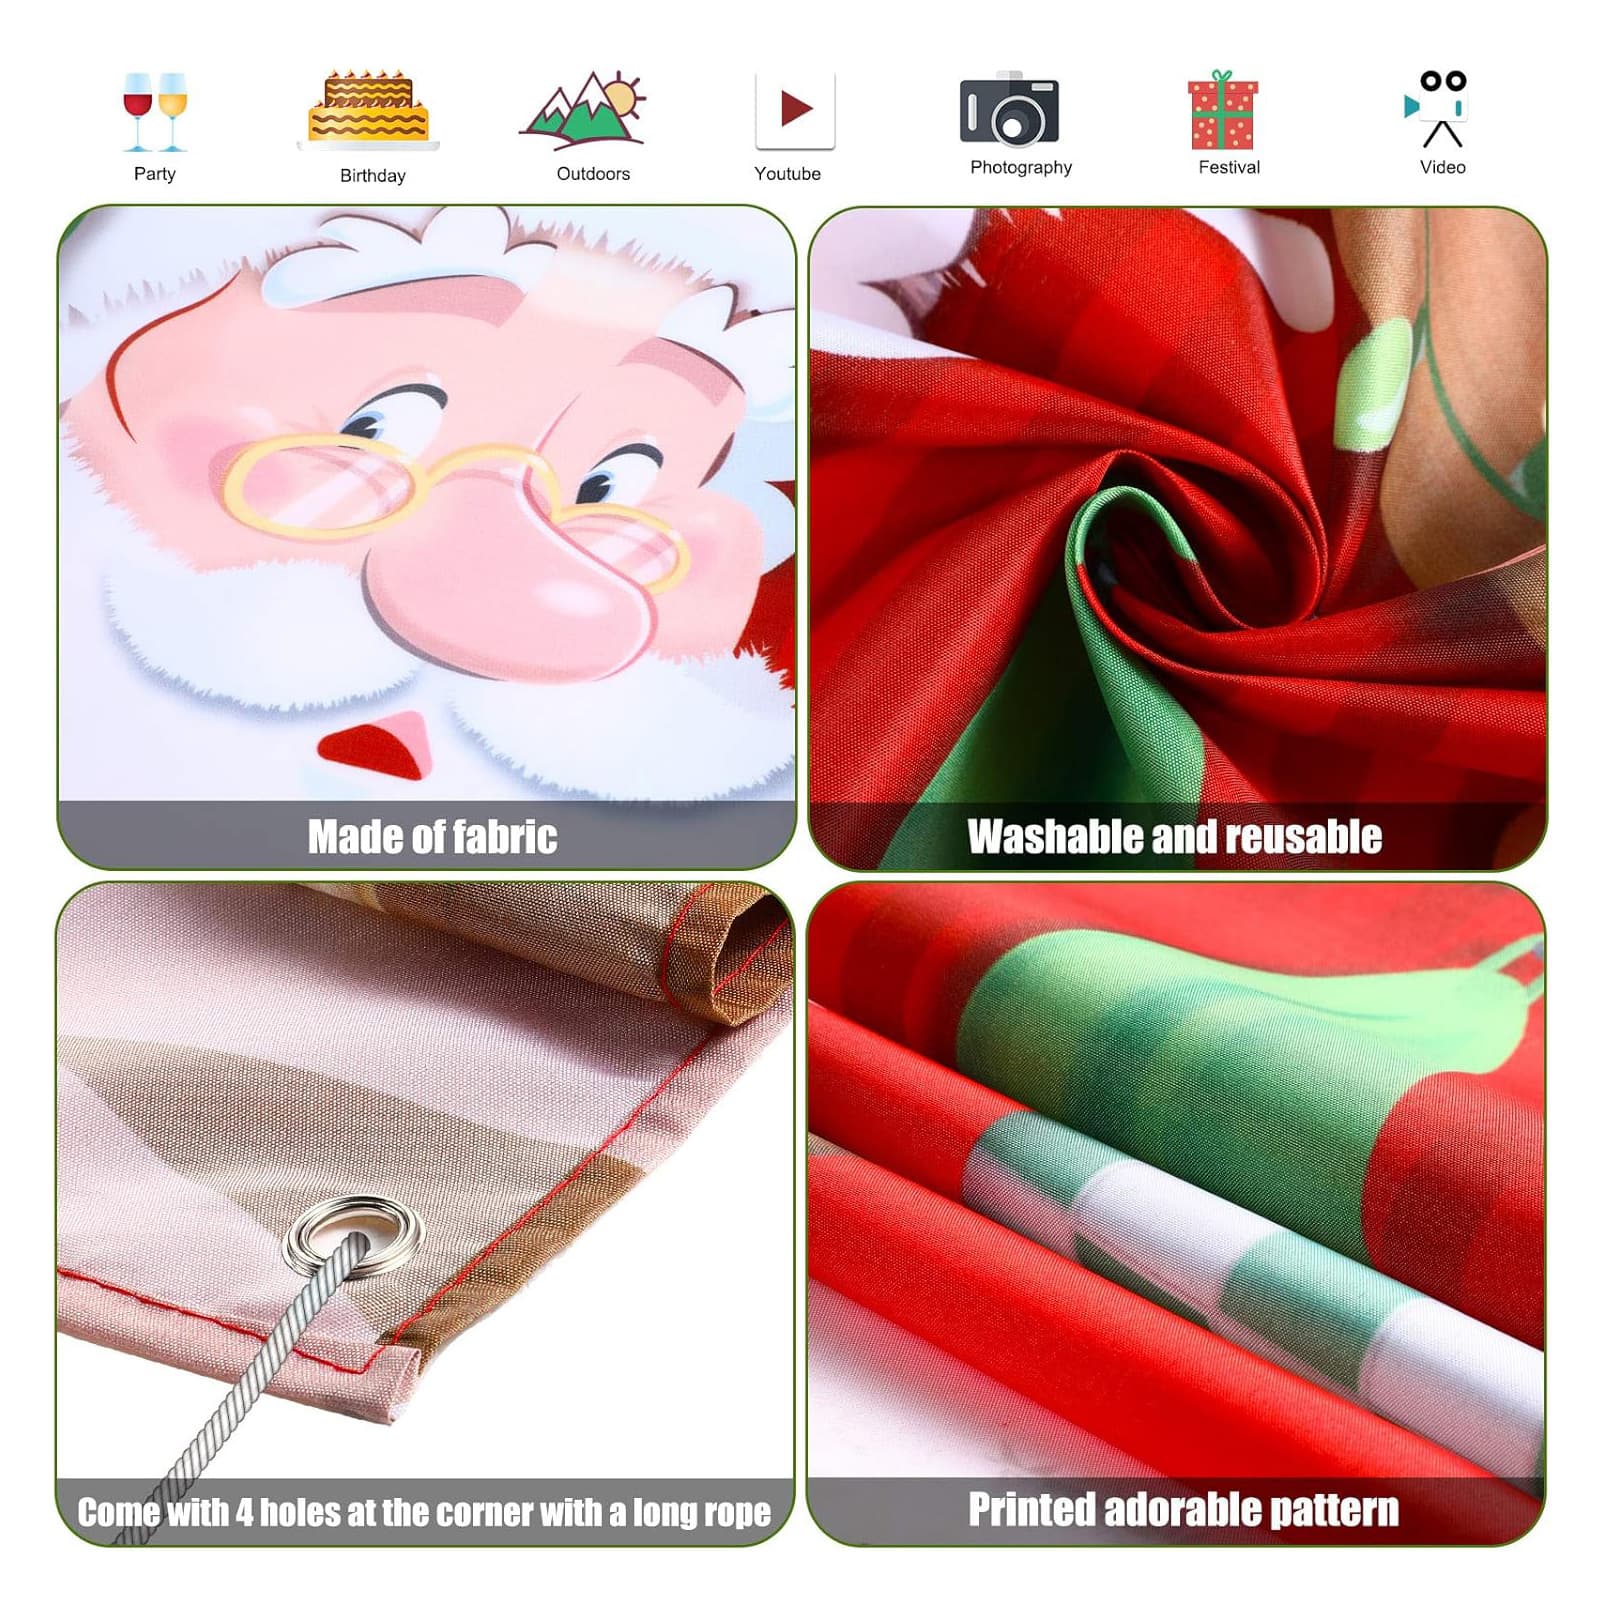 Party
Birthday
Outdoors
Youtube
Photography
Festival
Video
Made of fabric
Washable and reusable
Come with 4 holes at the corner with a long rope
Printed adorable pattern